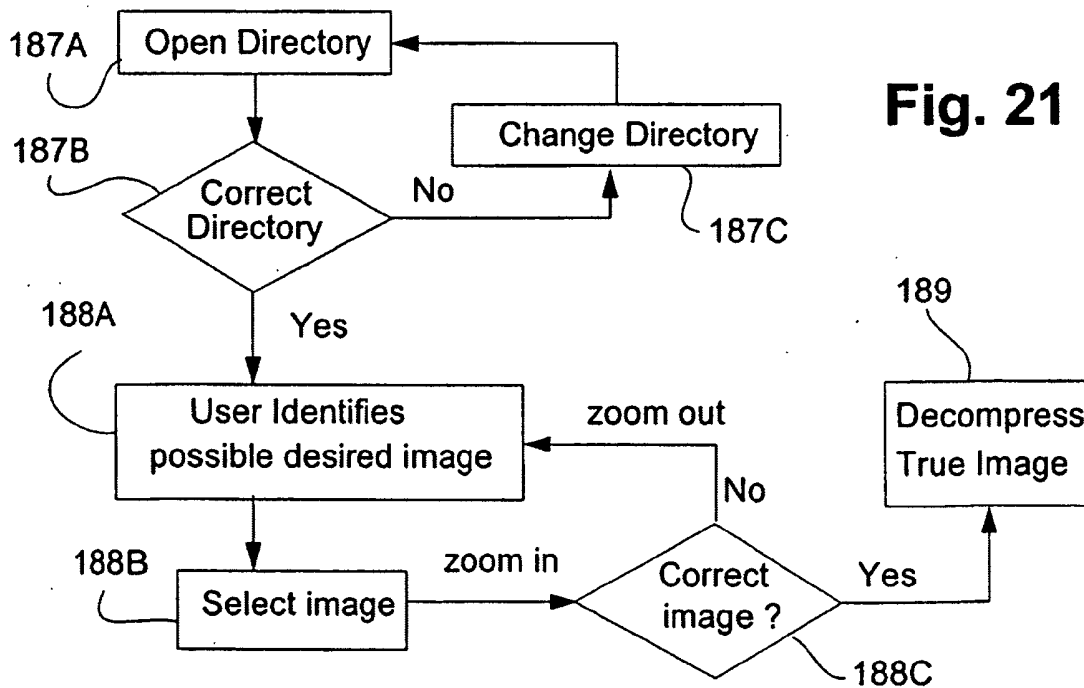 187A
Open Directory
Fig. 21
Change Directory
187B
Correct
Directory
No
187C
188A
Yes
189
User Identifies
possible desired image
zoom out
Decompress
True Image
No
188B
Select image
zoom in
Correct
image ?
Yes
188C